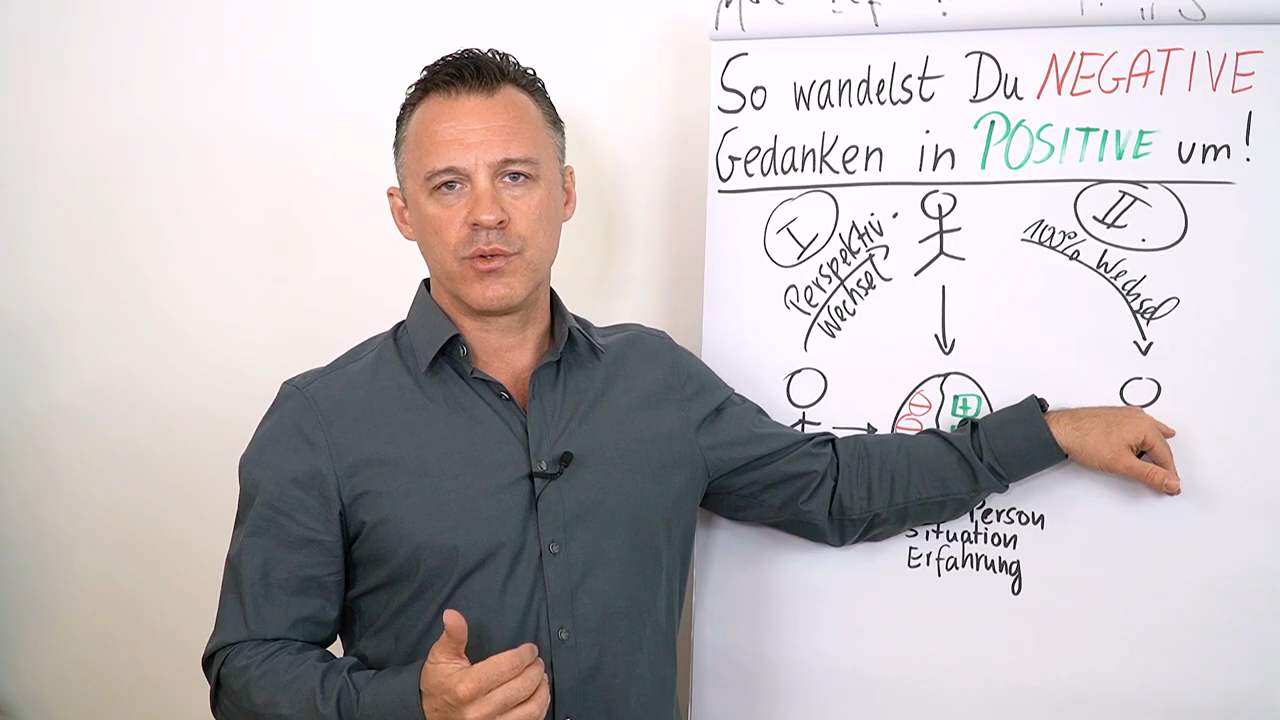 So wandelst Du NEGATIVE
Gedanken in POSITIVE um!
I
II.
Perspektiv-
Wechsel
100% Wechsel
+
Person
Situation
Erfahrung